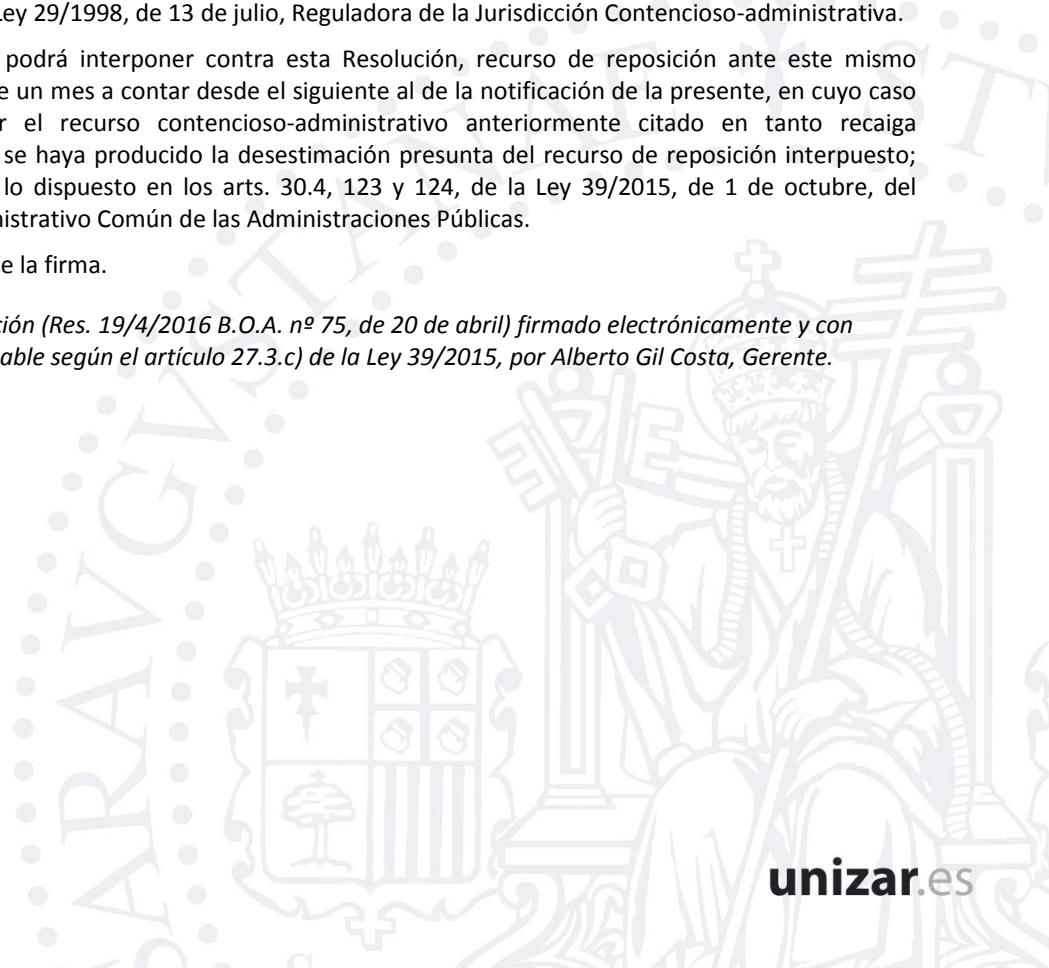 Ley 29/1998, de 13 de julio, Reguladora de la Jurisdicción Contencioso-administrativa.
podrá interponer contra esta Resolución, recurso de reposición ante este mismo
e un mes a contar desde el siguiente al de la notificación de la presente, en cuyo caso
r el recurso contencioso-administrativo anteriormente citado en tanto recaiga
se haya producido la desestimación presunta del recurso de reposición interpuesto;
lo dispuesto en los arts. 30.4, 123 y 124, de la Ley 39/2015, de 1 de octubre, del
nistrativo Común de las Administraciones Públicas.
e la firma.
ción (Res. 19/4/2016 B.O.A. nº 75, de 20 de abril) firmado electrónicamente y con
able según el artículo 27.3.c) de la Ley 39/2015, por Alberto Gil Costa, Gerente.
ARAVGVSTANAE
ST
unizar.es